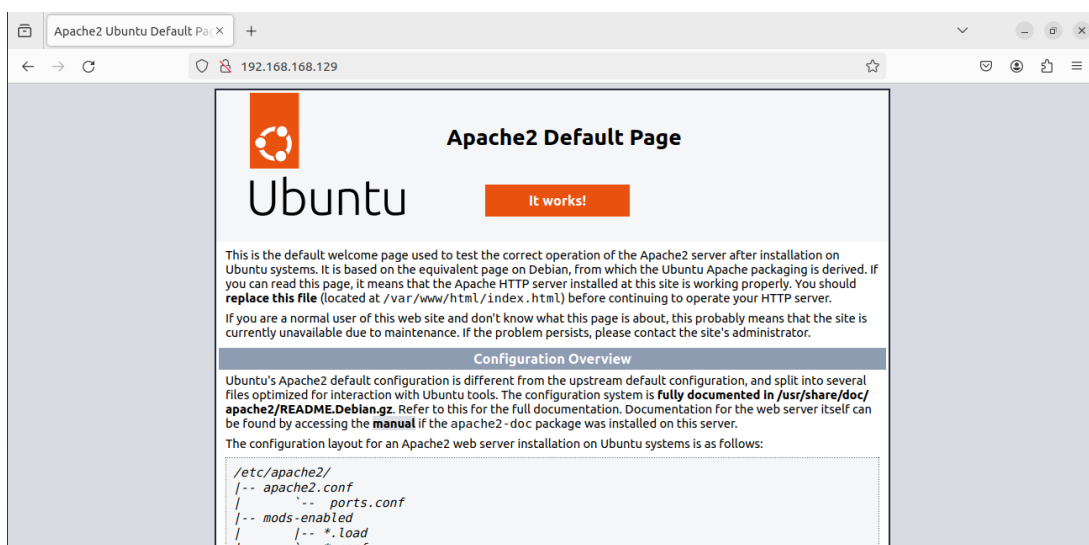 Apache2 Ubuntu Default Pa
192.168.168.129
Ubuntu
Apache2 Default Page
It works!
This is the default welcome page used to test the correct operation of the Apache2 server after installation on
Ubuntu systems. It is based on the equivalent page on Debian, from which the Ubuntu Apache packaging is derived. If
you can read this page, it means that the Apache HTTP server installed at this site is working properly. You should
replace this file (located at /var/www/html/index.html) before continuing to operate your HTTP server.
If you are a normal user of this web site and don't know what this page is about, this probably means that the site is
currently unavailable due to maintenance. If the problem persists, please contact the site's administrator.
Configuration Overview
Ubuntu's Apache2 default configuration is different from the upstream default configuration, and split into several
files optimized for interaction with Ubuntu tools. The configuration system is fully documented in /usr/share/doc/
apache2/README.Debian.gz. Refer to this for the full documentation. Documentation for the web server itself can
be found by accessing the manual if the apache2-doc package was installed on this server.
The configuration layout for an Apache2 web server installation on Ubuntu systems is as follows:
/etc/apache2/
|-- apache2.conf
|       `--  ports.conf
|-- mods-enabled
|       |-- *.load